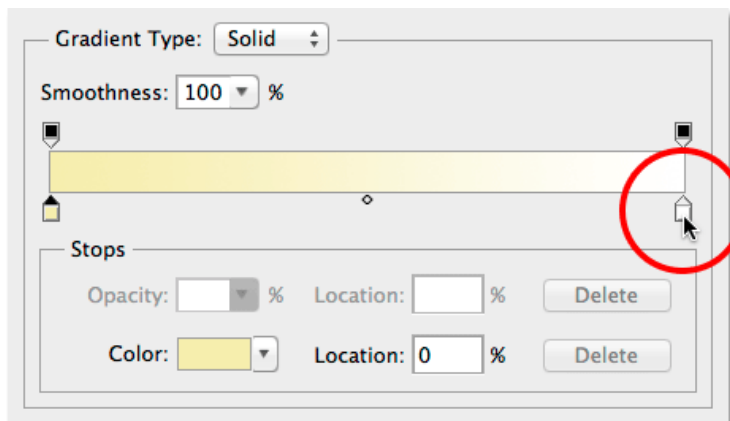 Gradient Type: Solid
Smoothness: 100 %
Stops
Opacity: % Location: % Delete
Color: Location: 0 % Delete